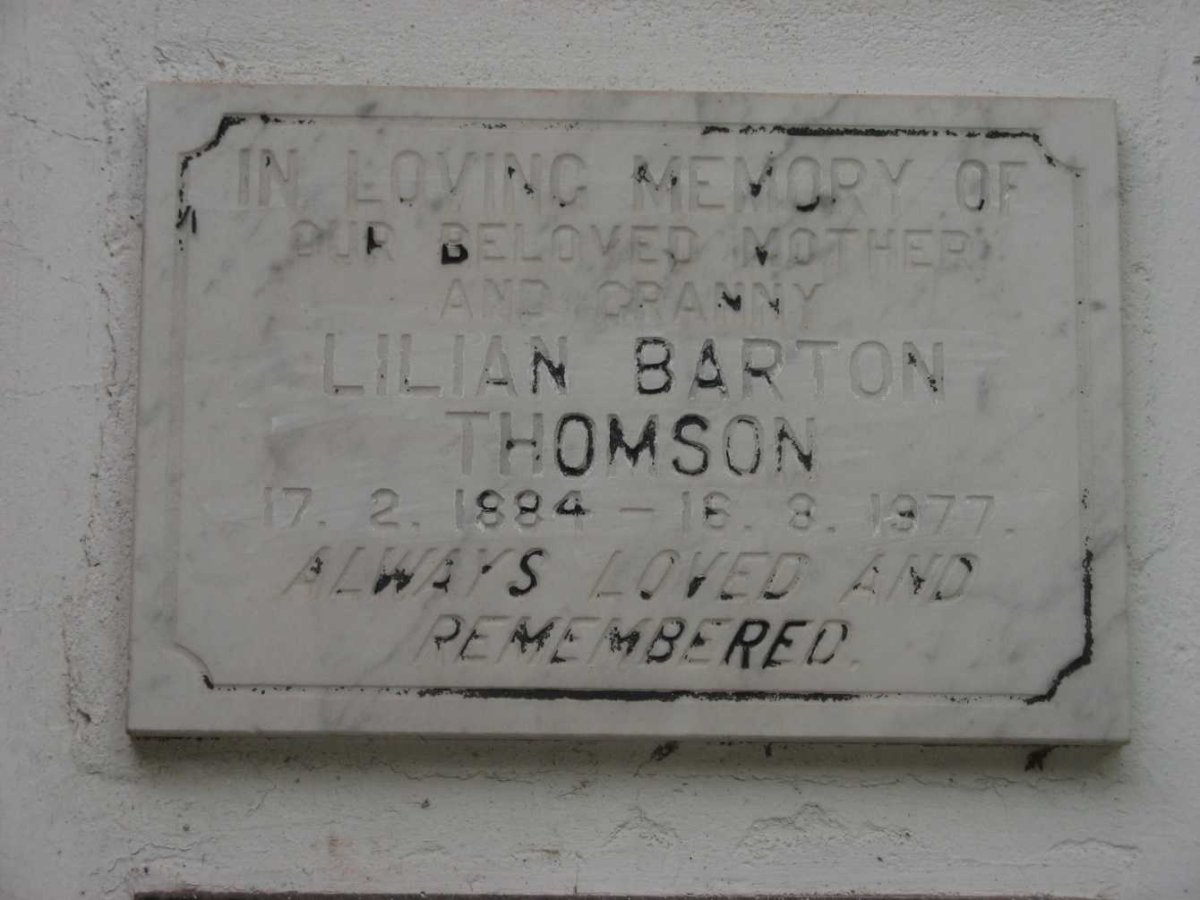 IN LOVING MEMORY OF
OUR BELOVED MOTHER
AND GRANNY
LILIAN BARTON
THOMSON
17. 2. 1884 – 16. 8. 1977.
ALWAYS LOVED AND
REMEMBERED.